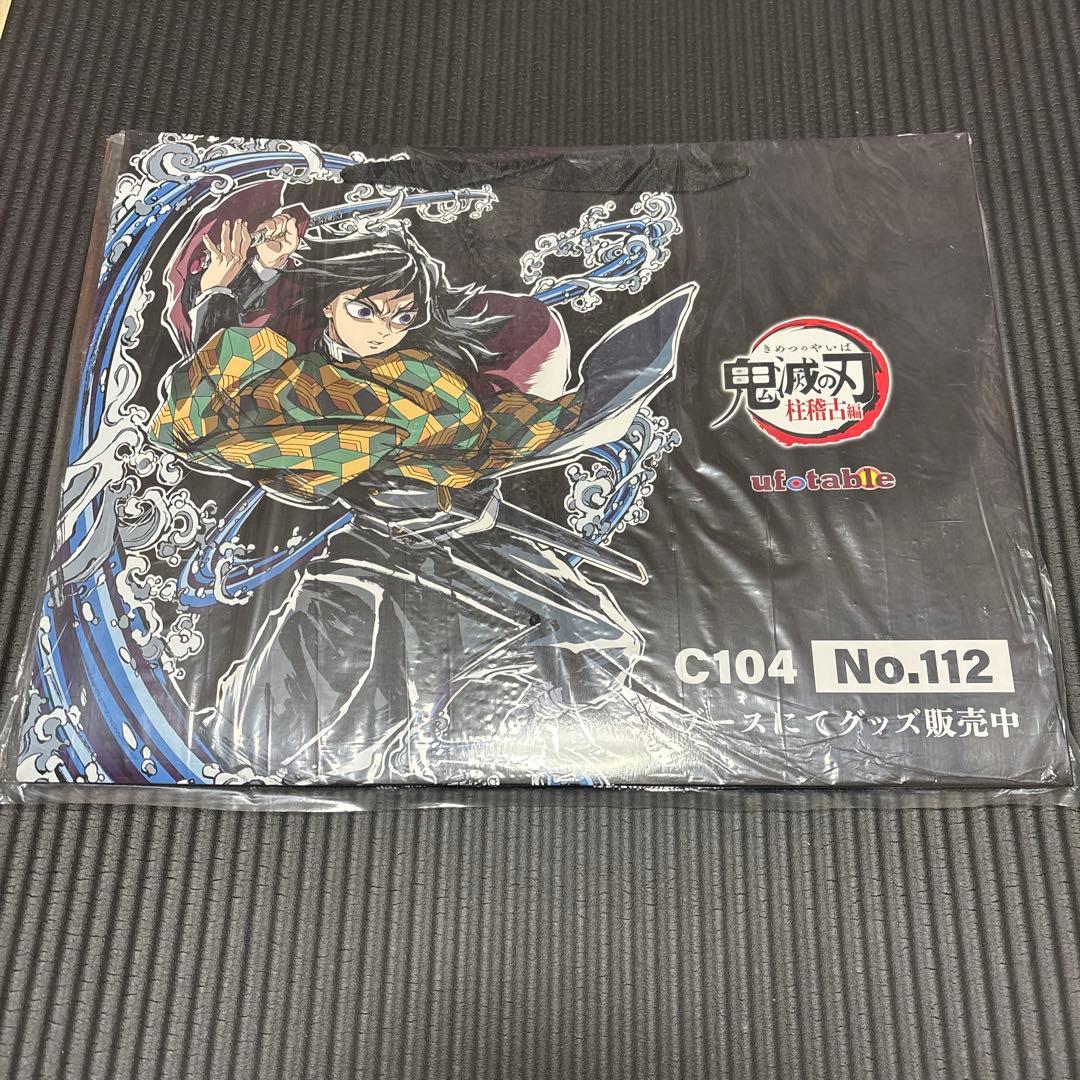 きめつのやいば
鬼滅の刃
柱稽古編
ufotable
C104 No.112
ブースにてグッズ販売中